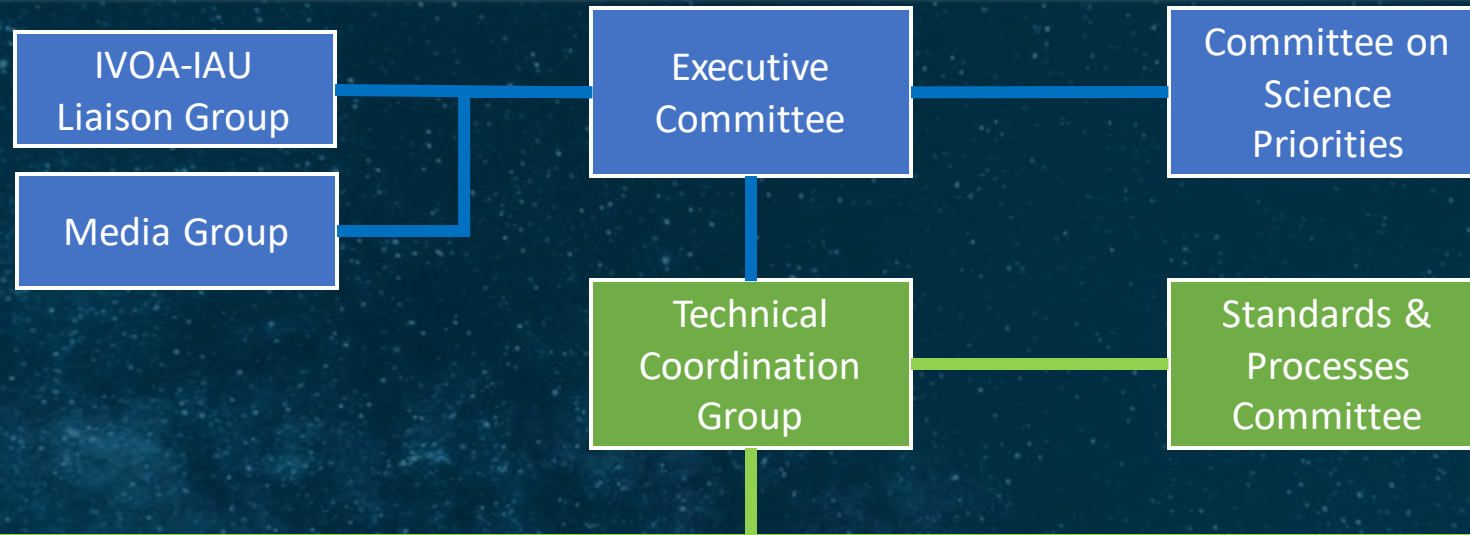 IVOA-IAU
Liaison Group
Executive
Committee
Committee on
Science
Priorities
Media Group
Technical
Coordination
Group
Standards &
Processes
Committee